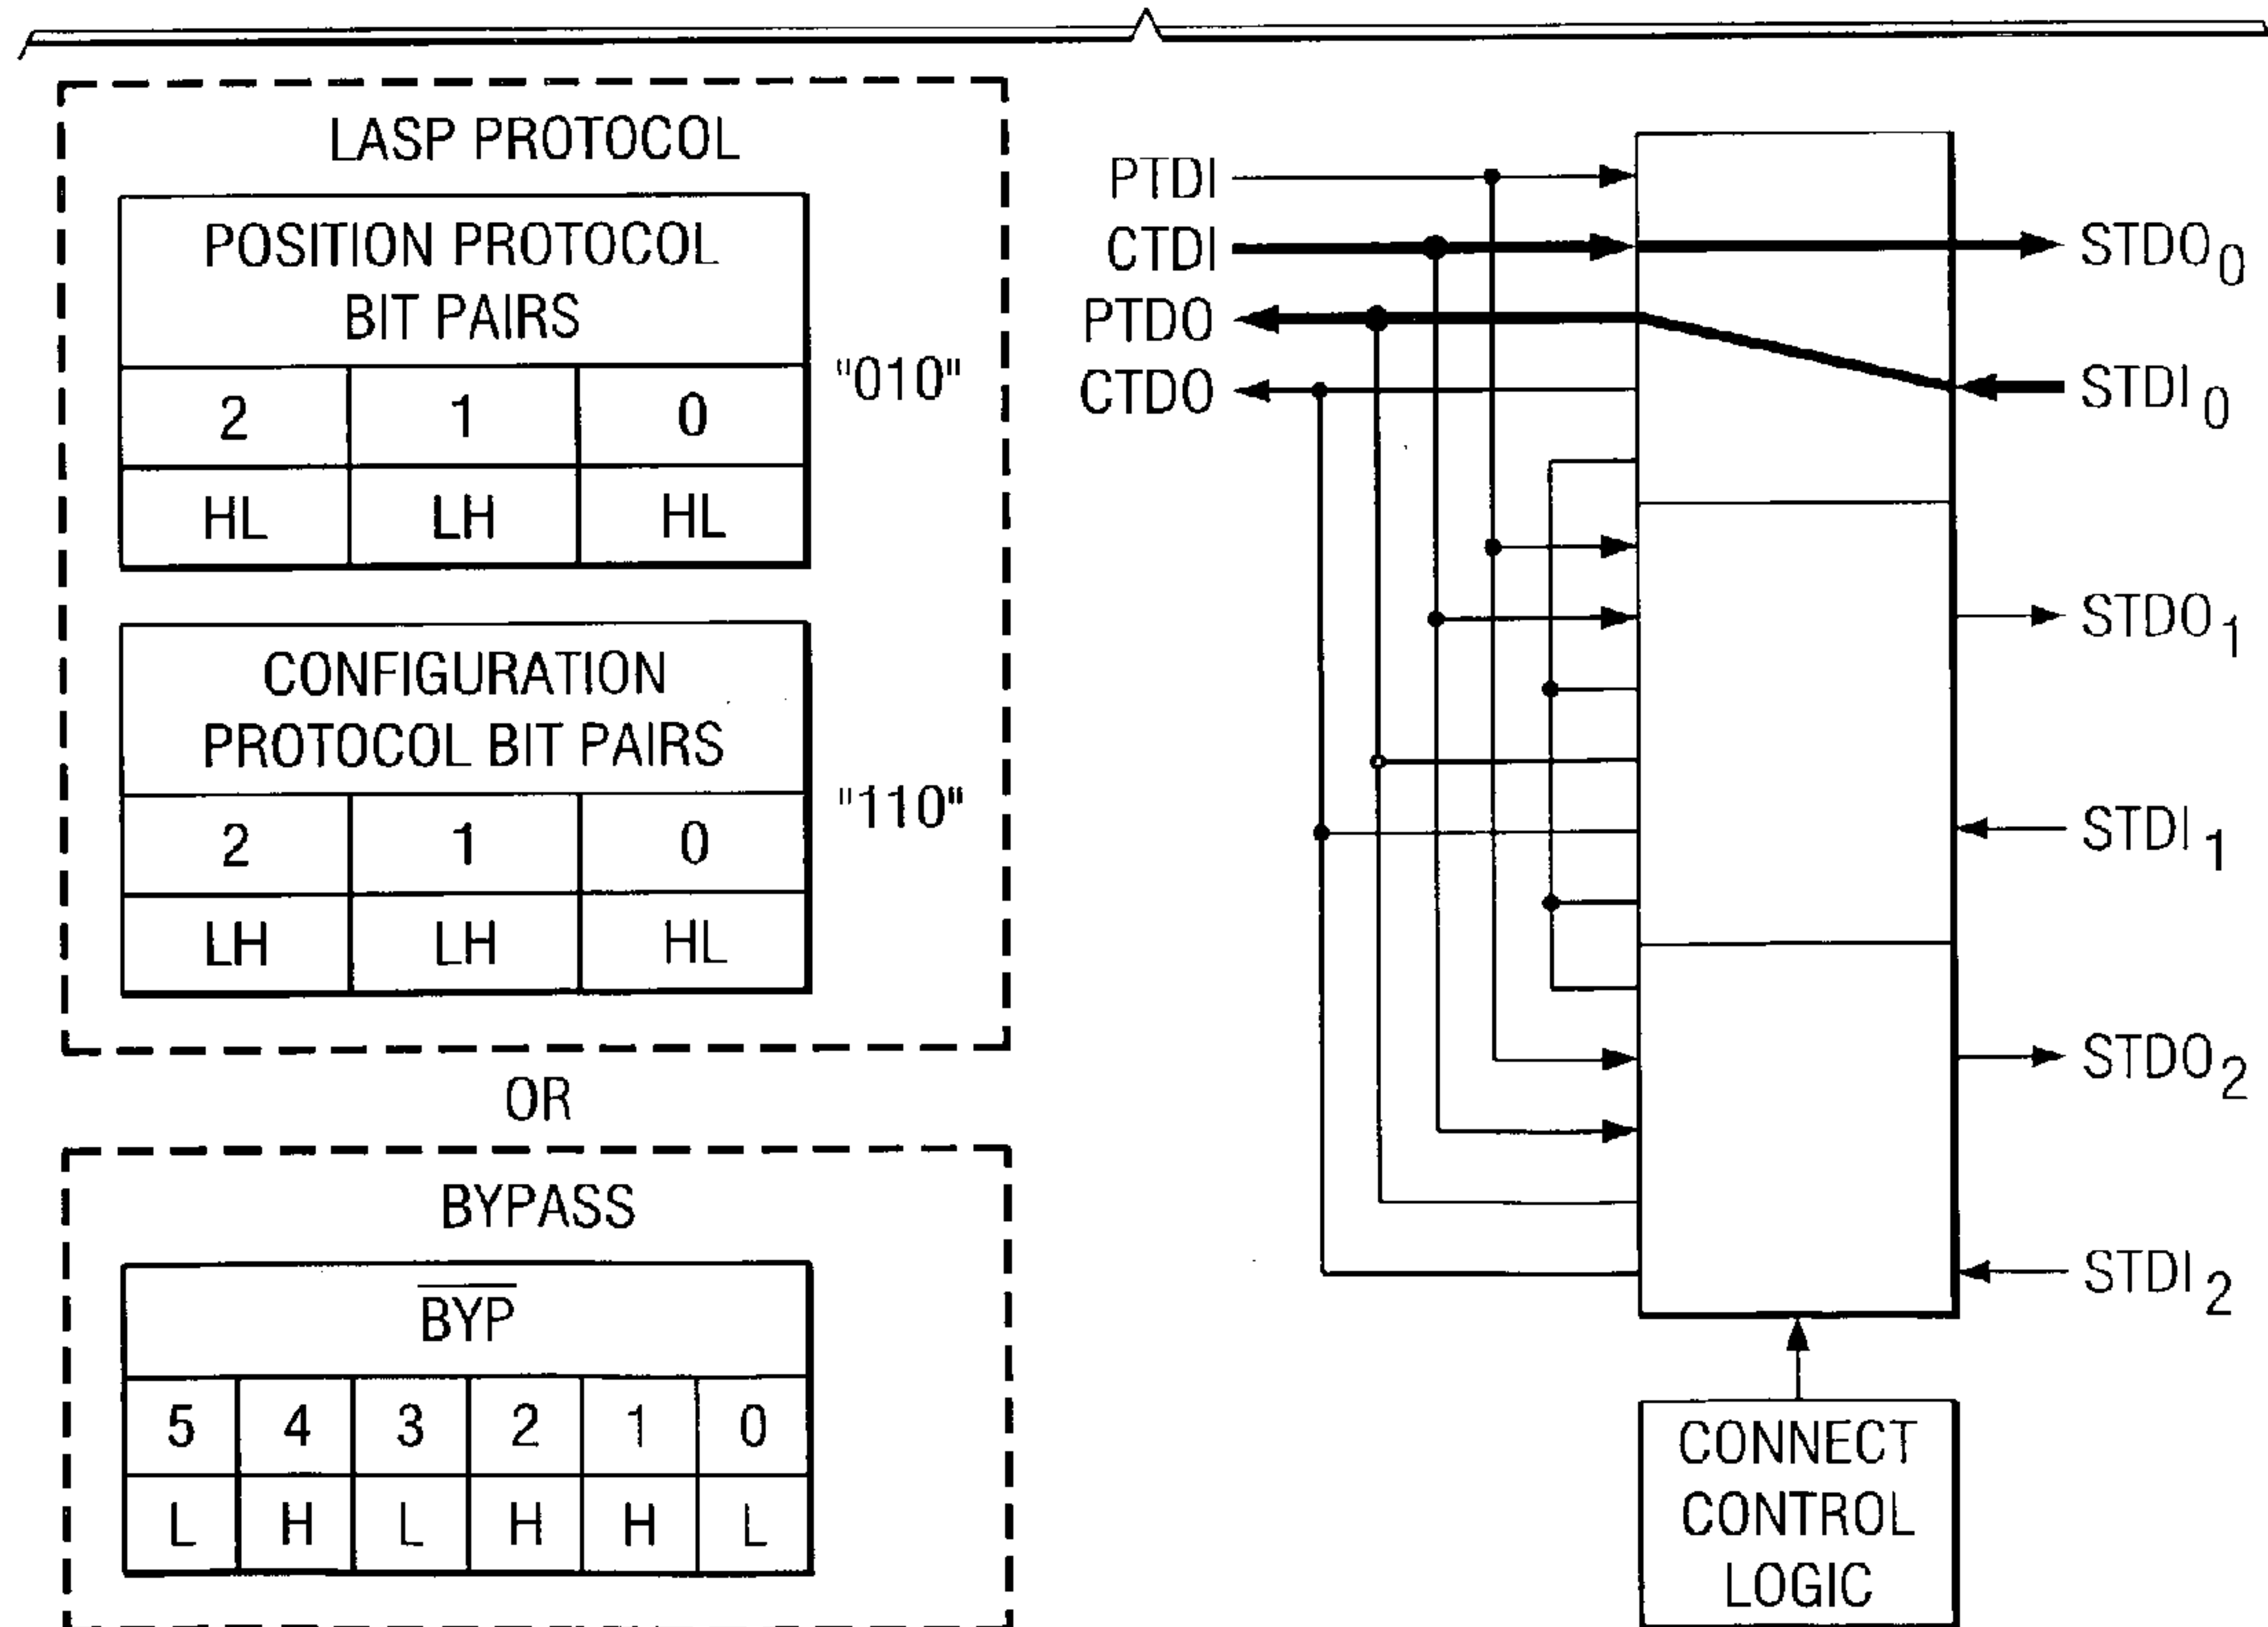 LASP PROTOCOL
POSITION PROTOCOL
BIT PAIRS
2 1 0
HL LH HL
"010"
CONFIGURATION
PROTOCOL BIT PAIRS
2 1 0
LH LH HL
"110"
OR
BYPASS
BYP
5 4 3 2 1 0
L H L H H L
PTDI
CTDI
PTDO
CTDO
STDO0
STDI0
STDO1
STDI1
STDO2
STDI2
CONNECT
CONTROL
LOGIC